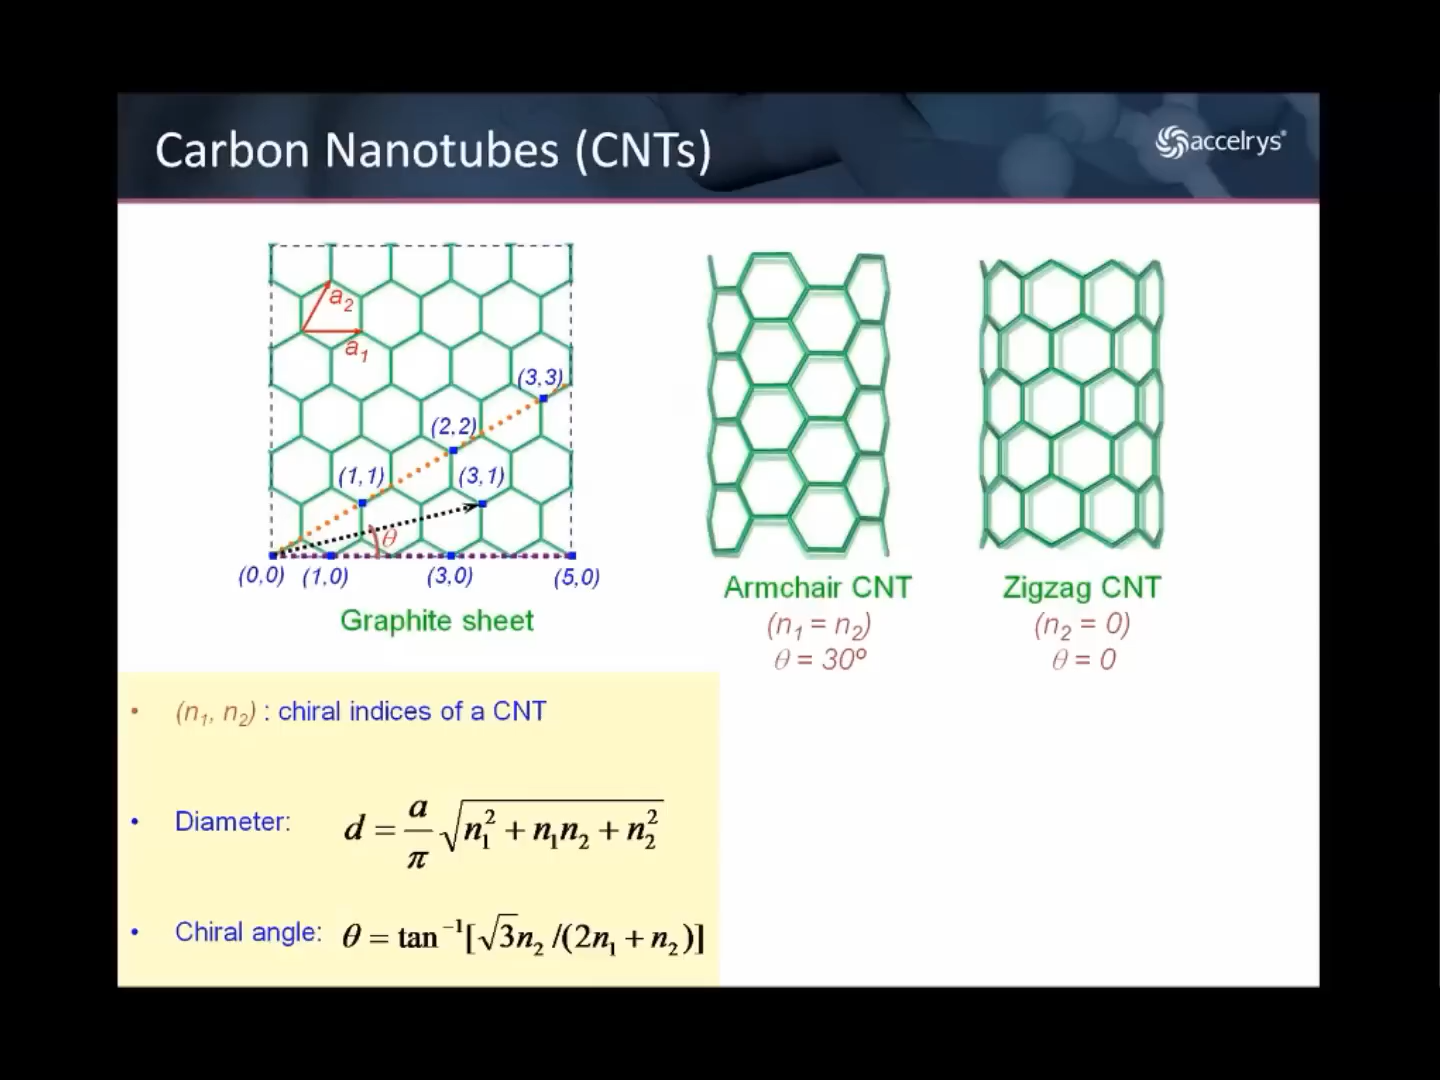 Carbon Nanotubes (CNTs)
accelrys®
a₂
a₁
(3,3)
(2,2)
(1,1)
(3,1)
θ
(0,0) (1,0) (3,0) (5,0)
Graphite sheet
Armchair CNT
(n₁ = n₂)
θ = 30º
Zigzag CNT
(n₂ = 0)
θ = 0
• (n₁, n₂) : chiral indices of a CNT
• Diameter: d = a/π √(n₁² + n₁n₂ + n₂²)
• Chiral angle: θ = tan⁻¹[√3n₂ /(2n₁ + n₂)]